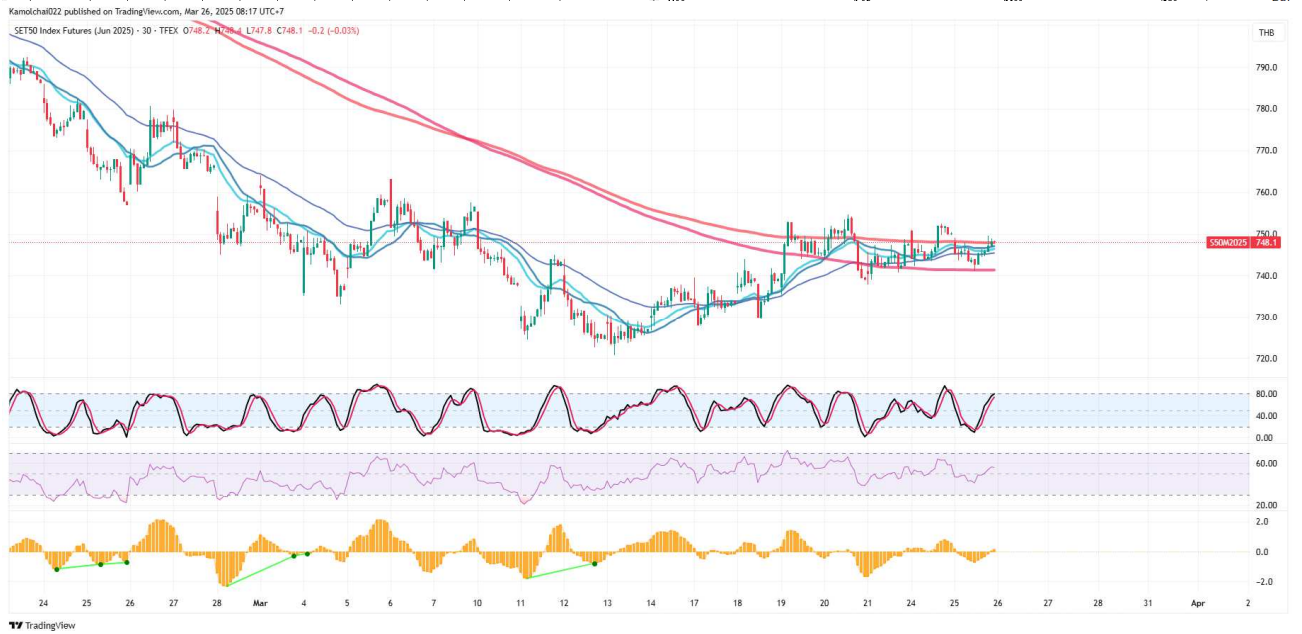 Kamolchai022 published on TradingView.com, Mar 26, 2025 08:17 UTC+7
SET50 Index Futures (Jun 2025) · 30 · TFEX O748.2 H748.4 L747.8 C748.1 −0.2 (−0.03%)
THB
790.0
780.0
770.0
760.0
750.0
S50M2025 748.1
740.0
730.0
720.0
80.00
40.00
0.00
60.00
20.00
2.0
0.0
−2.0
24 25 26 27 28 Mar 4 5 6 7 10 11 12 13 14 17 18 19 20 21 24 25 26 27 28 31 Apr 2
TradingView